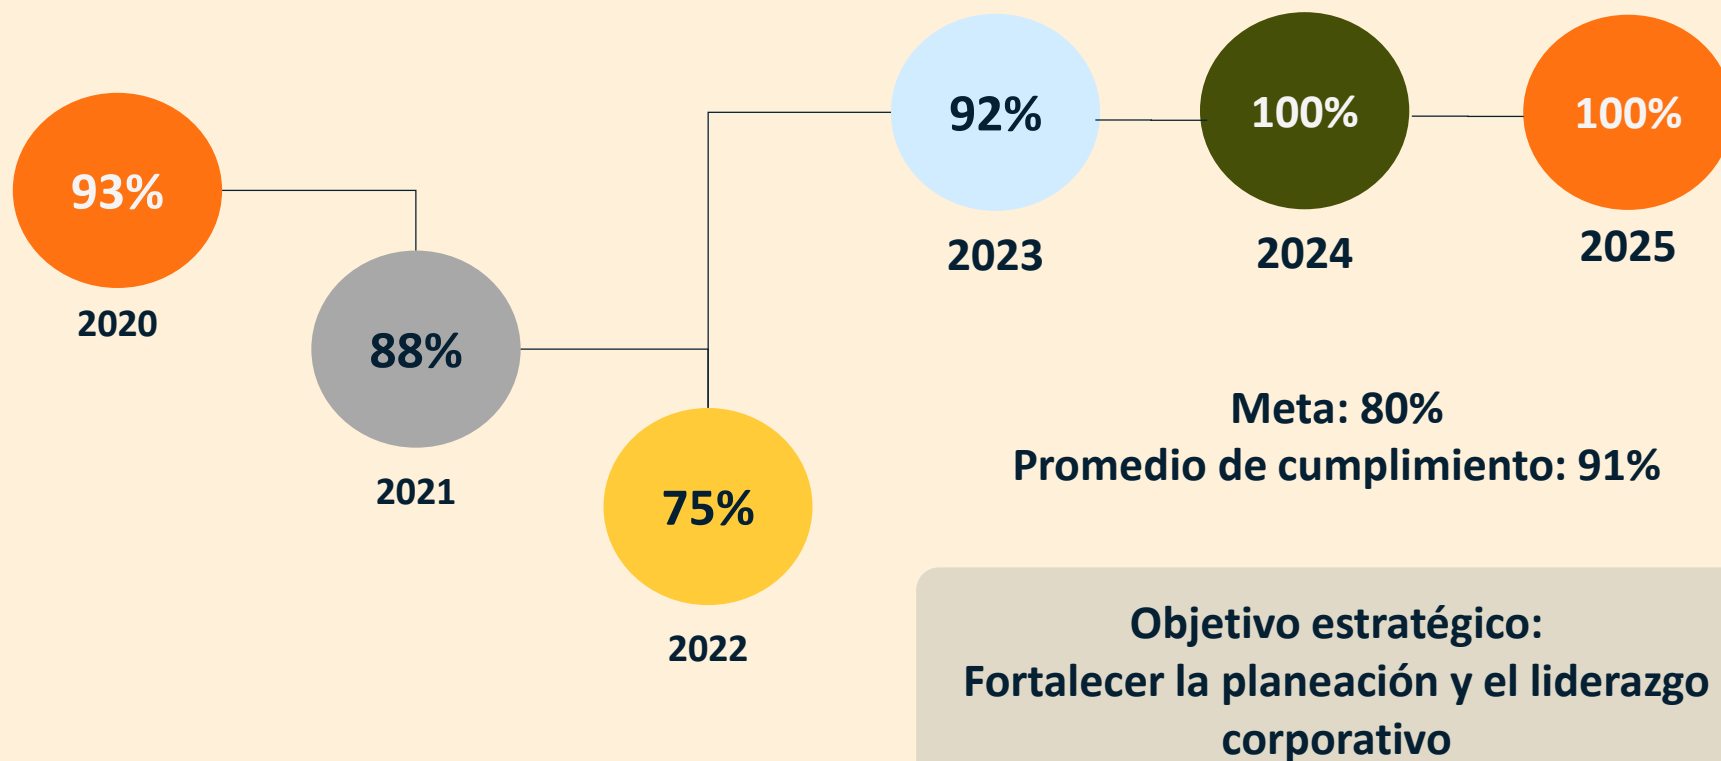 93%
2020
88%
2021
75%
2022
92%
2023
100%
2024
100%
2025
Meta: 80%
Promedio de cumplimiento: 91%
Objetivo estratégico:
Fortalecer la planeación y el liderazgo
corporativo